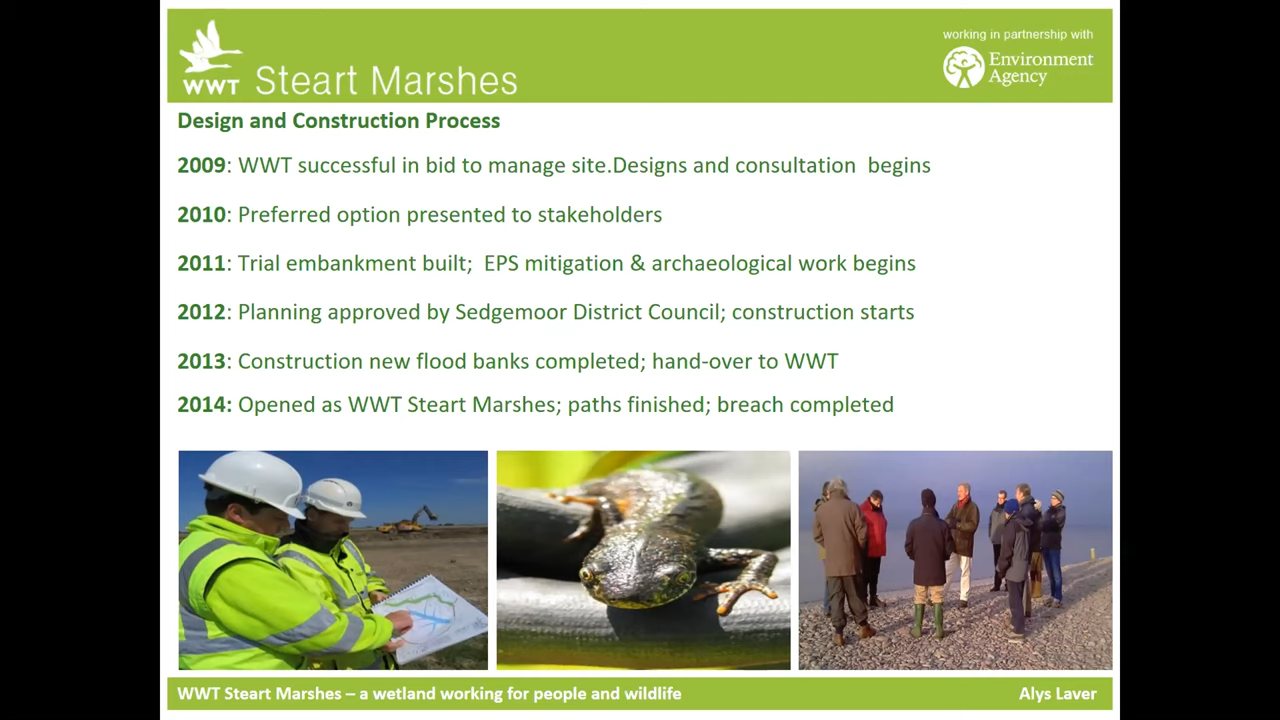 working in partnership with
WWT Steart Marshes
Environment
Agency
Design and Construction Process
2009: WWT successful in bid to manage site.Designs and consultation  begins
2010: Preferred option presented to stakeholders
2011: Trial embankment built;  EPS mitigation & archaeological work begins
2012: Planning approved by Sedgemoor District Council; construction starts
2013: Construction new flood banks completed; hand-over to WWT
2014: Opened as WWT Steart Marshes; paths finished; breach completed
WWT Steart Marshes – a wetland working for people and wildlife
Alys Laver